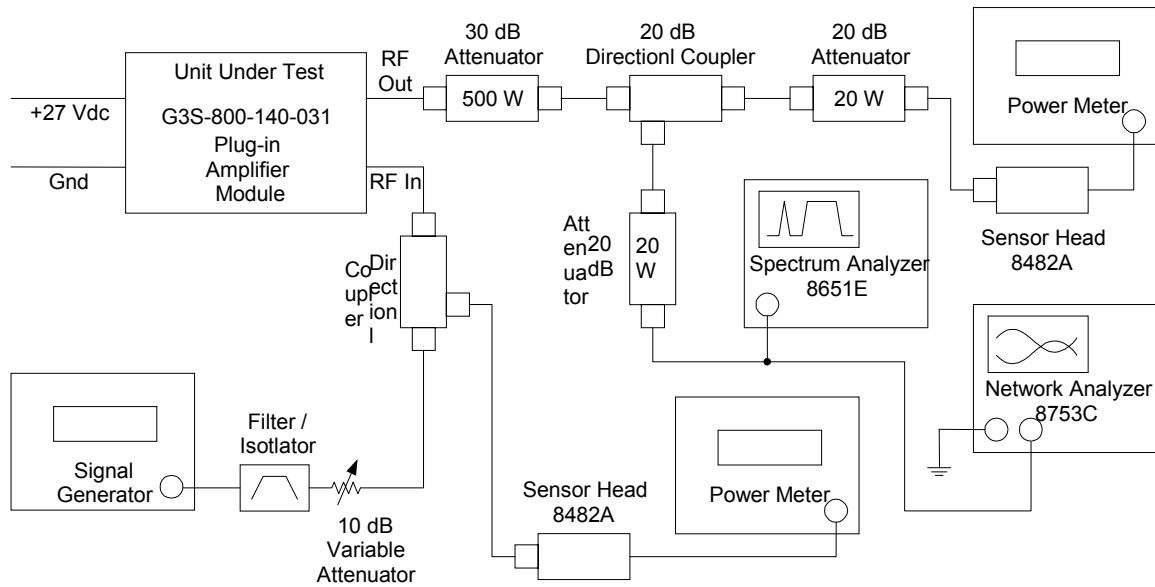 30 dB
Attenuator
20 dB
Directionl Coupler
20 dB
Attenuator
Unit Under Test
G3S-800-140-031
Plug-in
Amplifier
Module
RF
Out
RF In
+27 Vdc
Gnd
500 W
20 W
Power Meter
Sensor Head
8482A
Directionl
Coupler
20 dB
Attenuator
20
W
Spectrum Analyzer
8651E
Network Analyzer
8753C
Signal
Generator
Filter /
Isotlator
10 dB
Variable
Attenuator
Sensor Head
8482A
Power Meter